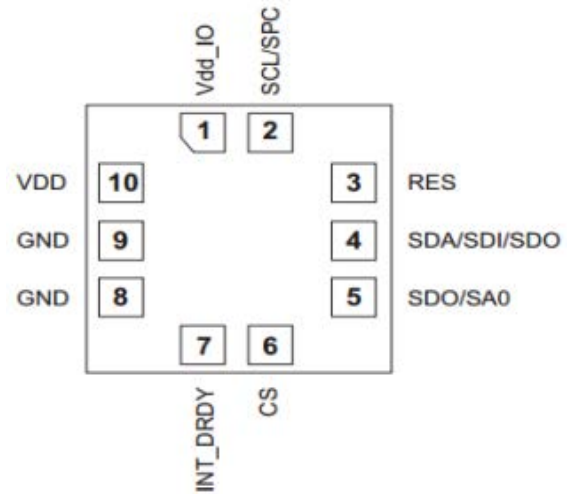 Vdd_IO
SCL/SPC
1
2
VDD
10
3
RES
GND
9
4
SDA/SDI/SDO
GND
8
5
SDO/SA0
7
6
INT_DRDY
CS